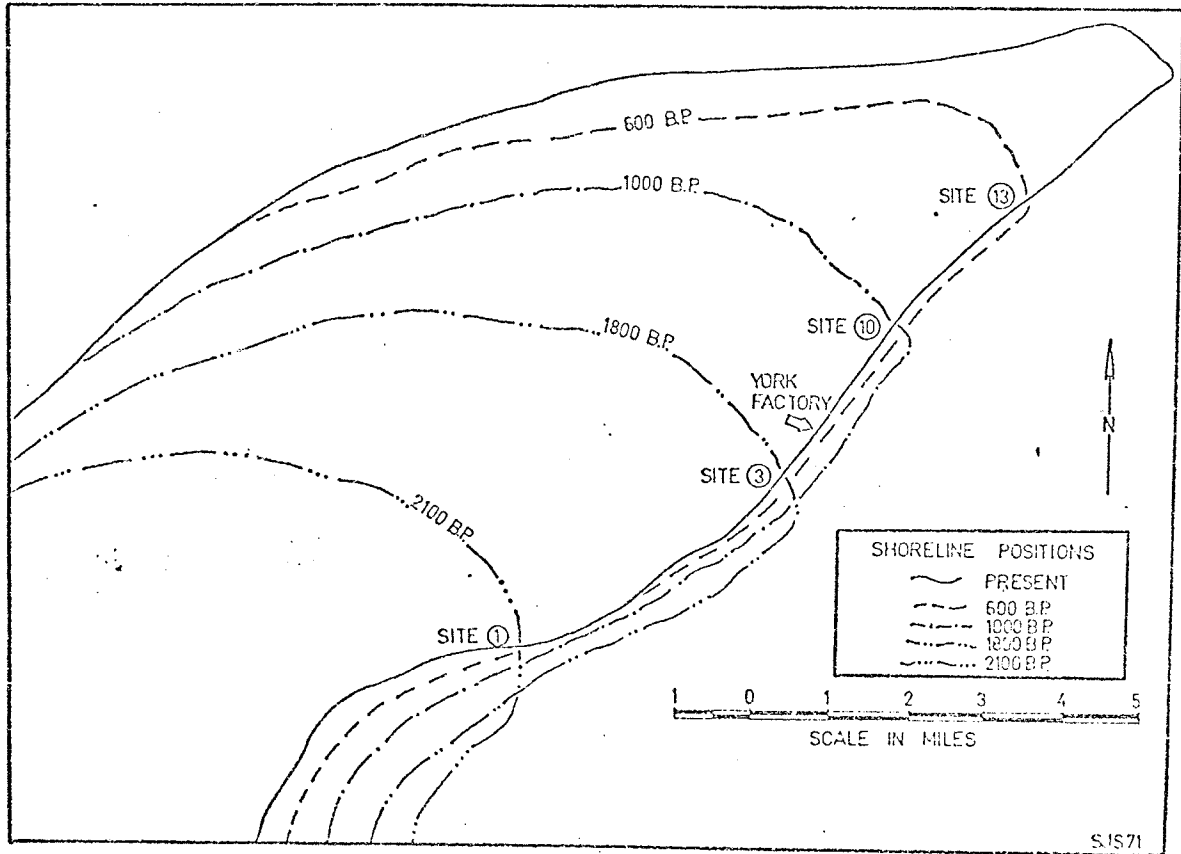 600 B.P.
1000 B.P.
SITE 13
1800 B.P.
SITE 10
YORK
FACTORY
N
SITE 3
2100 B.P.
SITE 1
SHORELINE POSITIONS
PRESENT
600 B.P.
1000 B.P.
1800 B.P.
2100 B.P.
1 0 1 2 3 4 5
SCALE IN MILES
SJS71